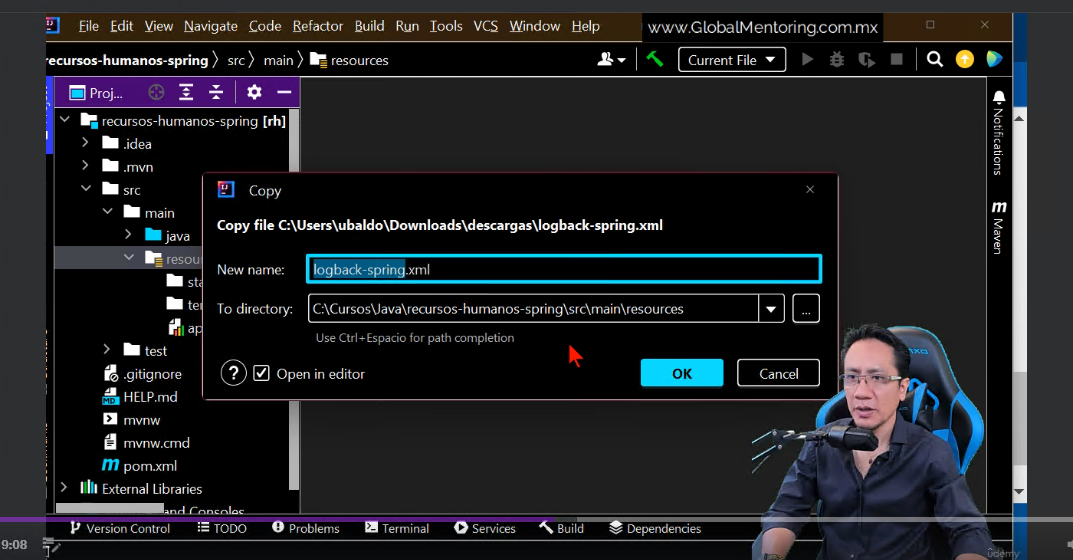 File Edit View Navigate Code Refactor Build Run Tools VCS Window Help
www.GlobalMentoring.com.mx
recursos-humanos-spring 〉 src 〉 main 〉 resources
Current File
Proj...
recursos-humanos-spring [rh]
.idea
.mvn
src
main
java
resou
sta
te
ap
test
.gitignore
HELP.md
mvnw
mvnw.cmd
pom.xml
External Libraries
and Consoles
Copy
Copy file C:\Users\ubaldo\Downloads\descargas\logback-spring.xml
New name: logback-spring.xml
To directory: C:\Cursos\Java\recursos-humanos-spring\src\main\resources
...
Use Ctrl+Espacio for path completion
? Open in editor
OK
Cancel
Notifications
m
Maven
Version Control TODO Problems Terminal Services Build Dependencies
9:08
ûdemy